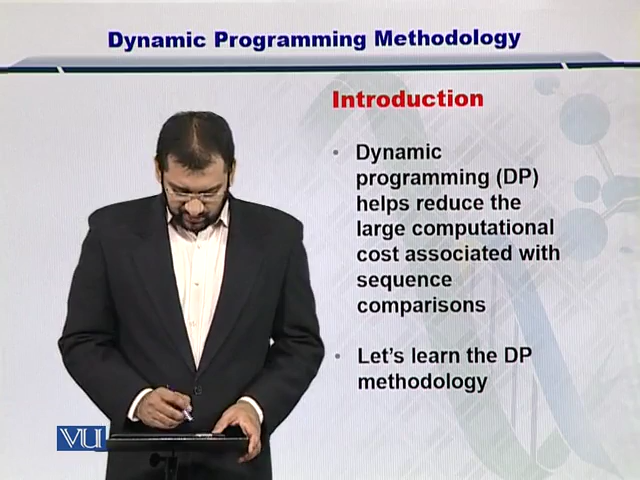 Dynamic Programming Methodology
Introduction
• Dynamic
programming (DP)
helps reduce the
large computational
cost associated with
sequence
comparisons
• Let's learn the DP
methodology
VU